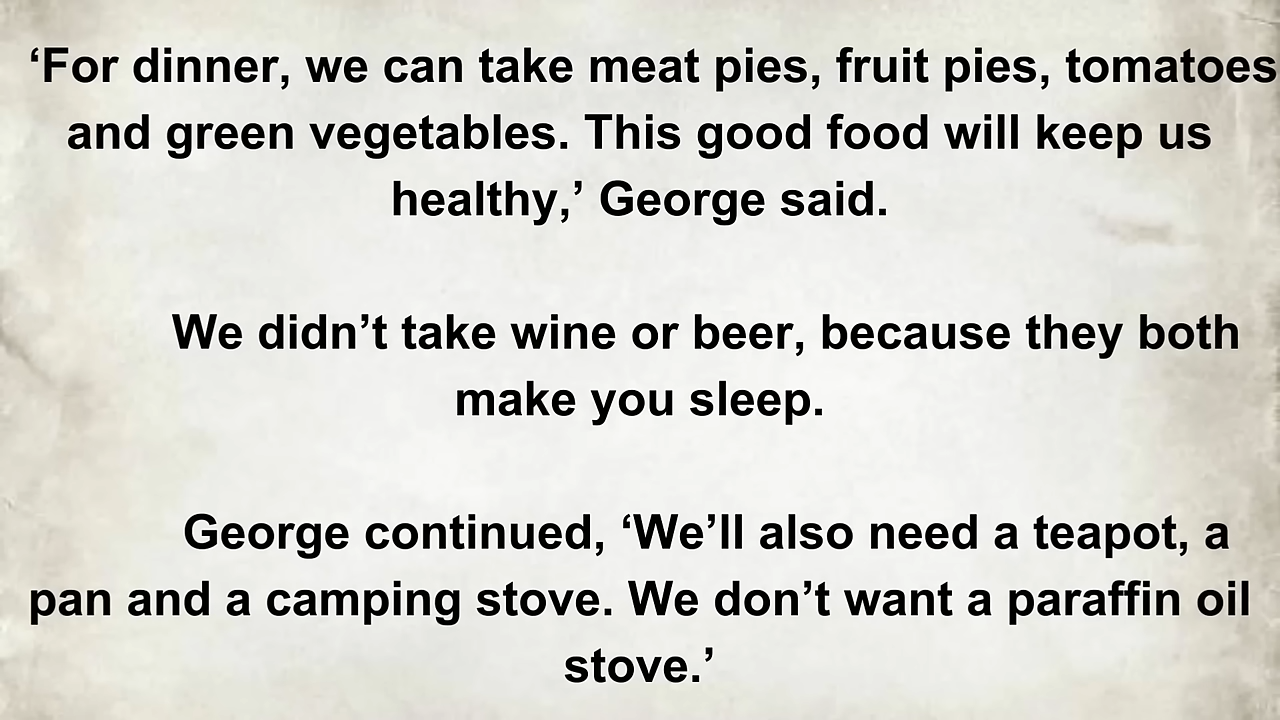 ‘For dinner, we can take meat pies, fruit pies, tomatoes
and green vegetables. This good food will keep us
healthy,’ George said.
We didn’t take wine or beer, because they both
make you sleep.
George continued, ‘We’ll also need a teapot, a
pan and a camping stove. We don’t want a paraffin oil
stove.’